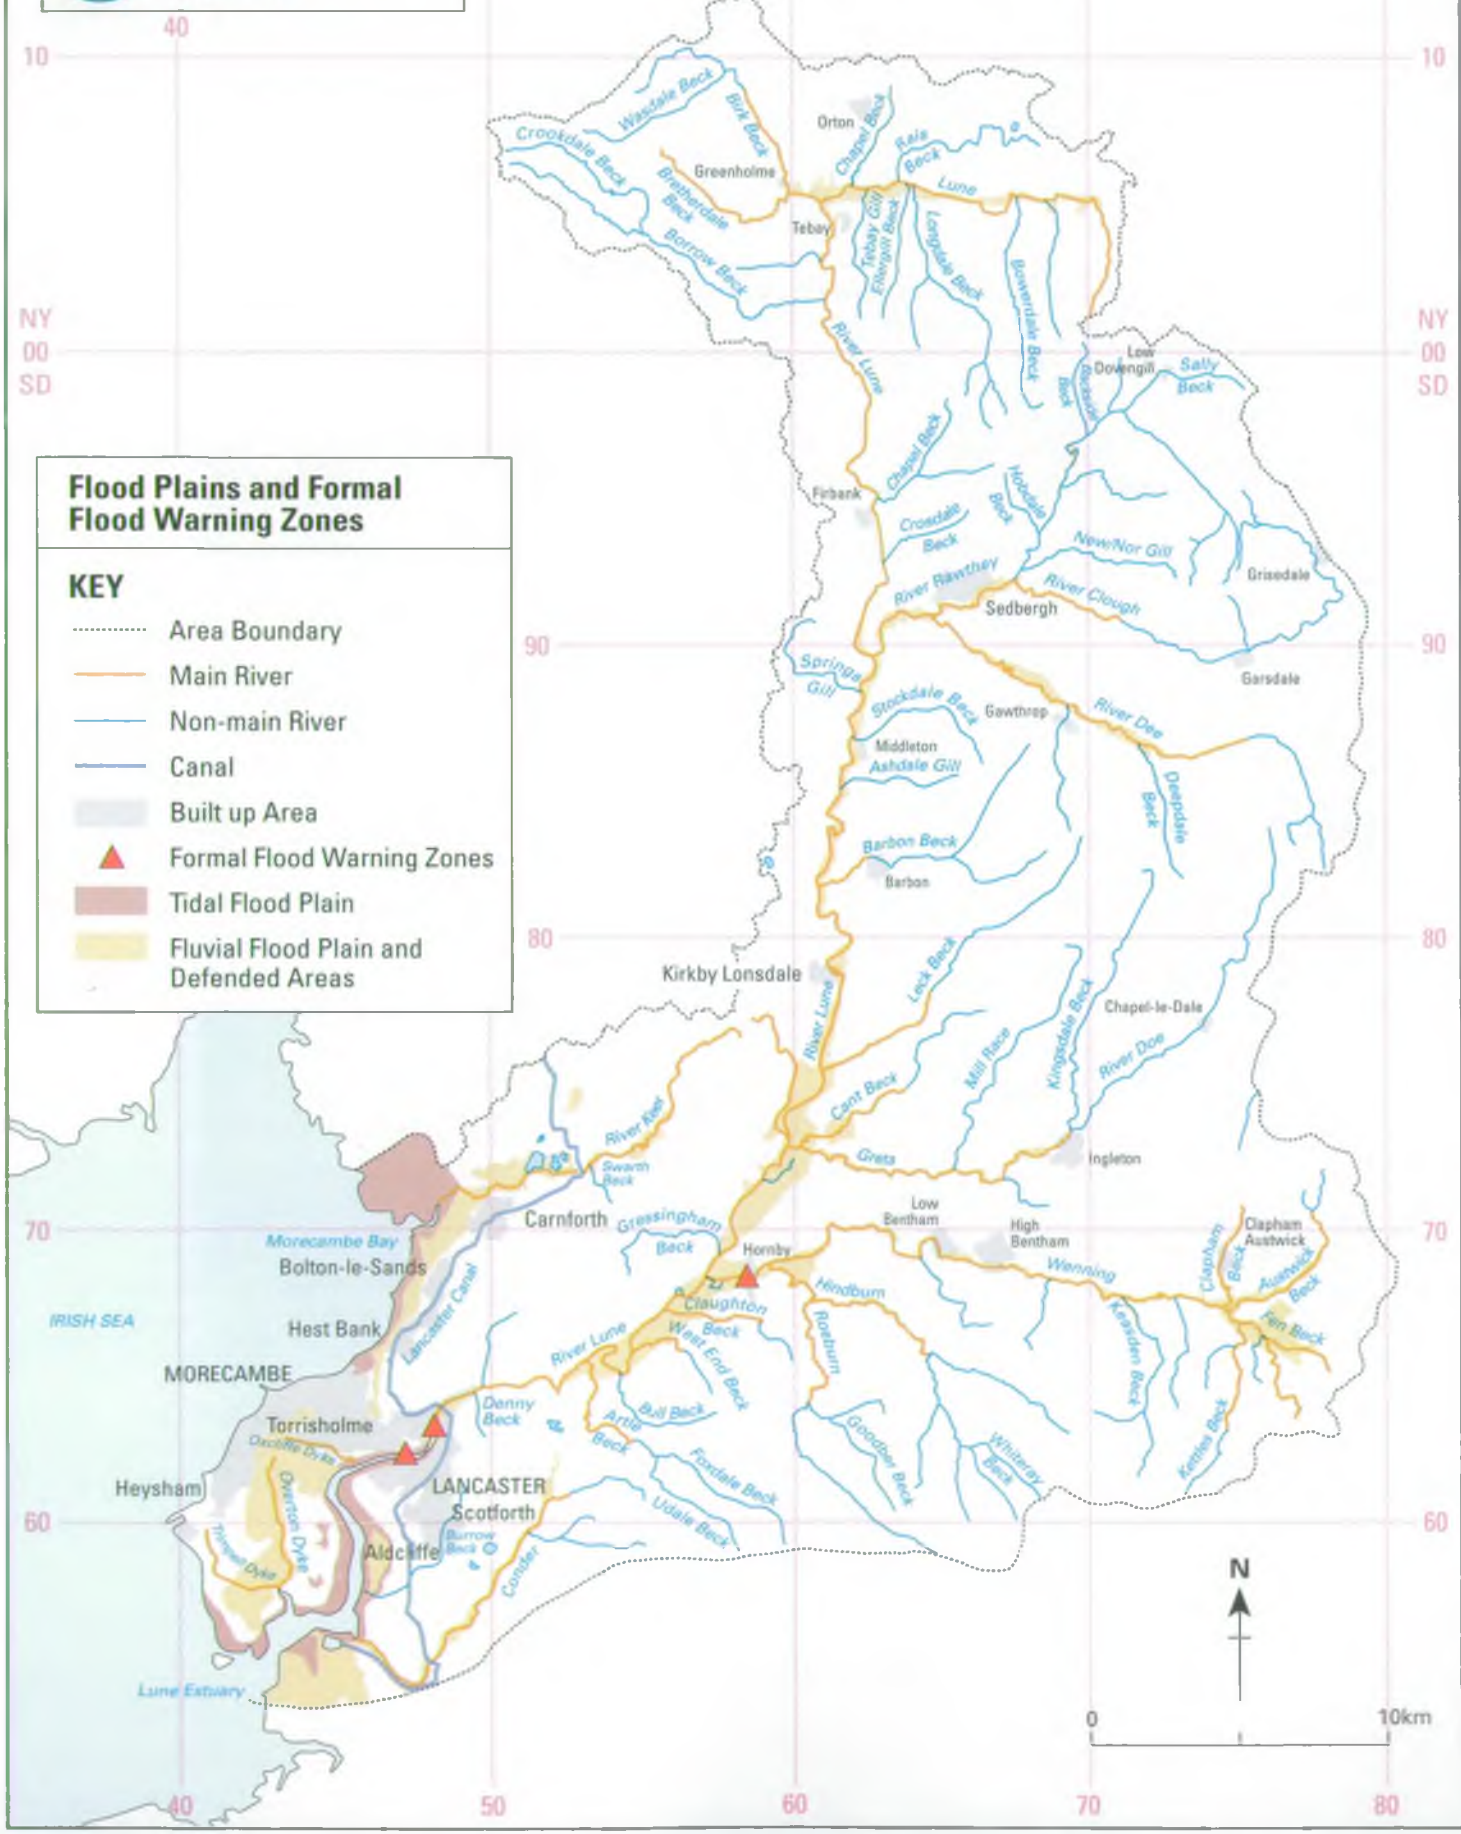 40
10
10
Wasdale Beck
Birk Beck
Orton
Chapel Beck
Rais
Beck
Crookdale Beck
Greenholme
Bretherdale
Beck
Lune
Tebay
Tebay Gill
Ellergill Beck
Longdale Beck
Borrow Beck
Bowerdale Beck
NY
00
SD
NY
00
SD
River Lune
Low
Dovengill
Sally
Beck
Backside
Beck
Chapel Beck
Flood Plains and Formal
Flood Warning Zones
KEY
Area Boundary
Main River
Non-main River
Canal
Built up Area
Formal Flood Warning Zones
Tidal Flood Plain
Fluvial Flood Plain and
Defended Areas
Firbank
Hobdale
Beck
Crosdale
Beck
New/Nor Gill
Grisedale
River Rawthey
Sedbergh
River Clough
90
90
Springs
Gill
Garsdale
Stockdale Beck
Gawthrop
River Dee
Middleton
Ashdale Gill
Deepdale
Beck
Barbon Beck
Barbon
80
80
Kirkby Lonsdale
Leck Beck
River Lune
Chapel-le-Dale
Mill Race
Kingsdale Beck
River Doe
Cant Beck
River Keer
Swarth
Beck
Greta
Ingleton
70
70
Carnforth
Gressingham
Beck
Low
Bentham
High
Bentham
Clapham
Austwick
Morecambe Bay
Bolton-le-Sands
Hornby
Clapham
Beck
Wenning
Austwick
Beck
Hindburn
Claughton
Beck
IRISH SEA
Hest Bank
Lancaster Canal
River Lune
West End Beck
Roeburn
Keasden Beck
Fen Beck
MORECAMBE
Torrisholme
Denny
Beck
Bull Beck
Artle
Beck
Oxcliffe Dyke
Goodber Beck
Whiteray
Beck
Kettles Beck
Heysham
Overton Dyke
LANCASTER
Scotforth
Foxdale Beck
Udale Beck
60
60
Burrow
Beck
Aldcliffe
Trimpell Dyke
Conder
N
Lune Estuary
0
10km
40
50
60
70
80